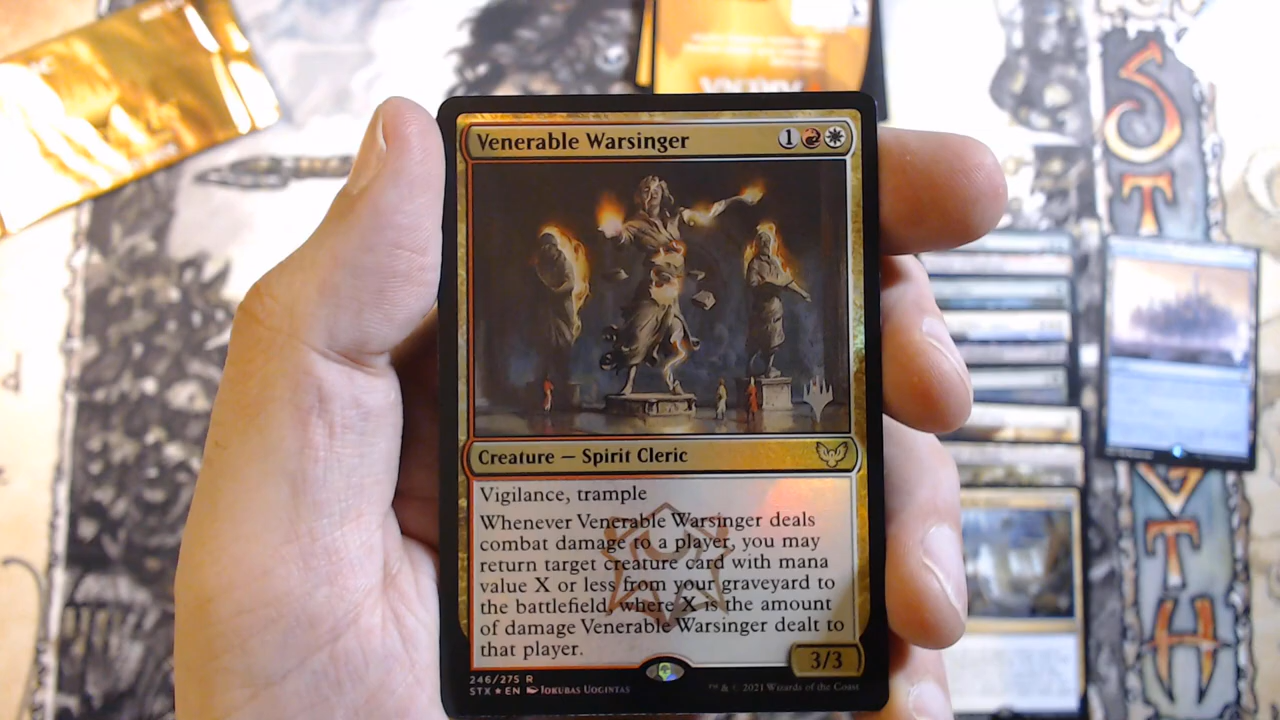 Venerable Warsinger 1
Creature — Spirit Cleric
Vigilance, trample
Whenever Venerable Warsinger deals
combat damage to a player, you may
return target creature card with mana
value X or less from your graveyard to
the battlefield, where X is the amount
of damage Venerable Warsinger dealt to
that player.
3/3
246/275 R
STX ★ EN Jokubas Uogintas
™ & © 2021 Wizards of the Coast